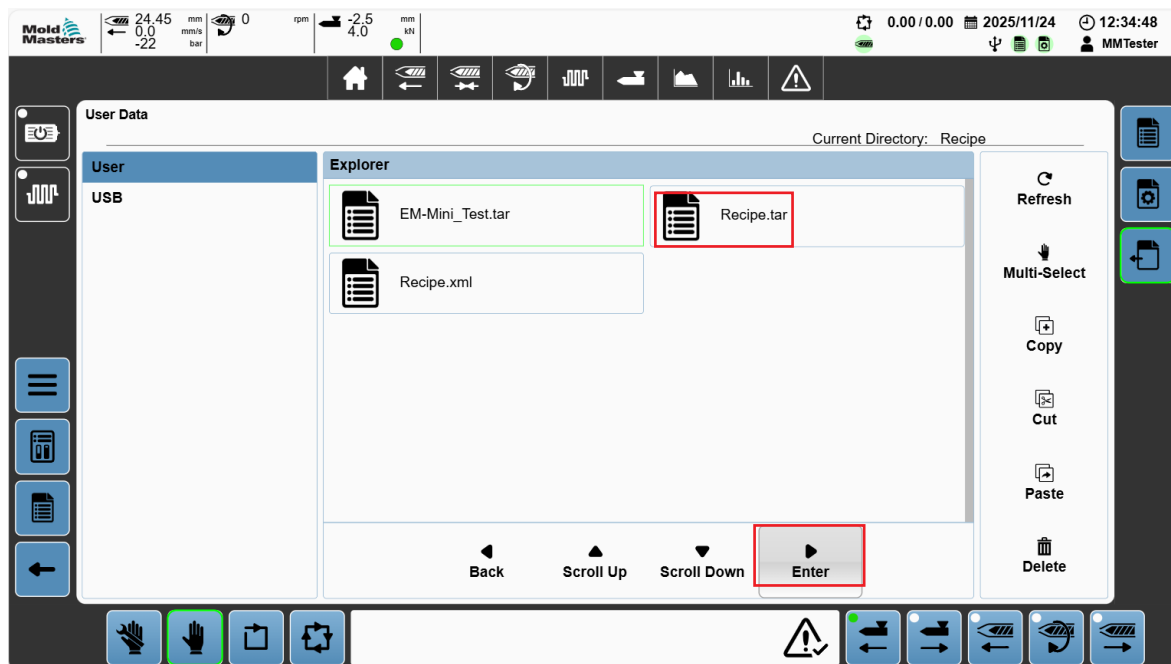 Mold
Masters
24.45 mm
0.0 mm/s
-22 bar
0 rpm
-2.5 mm
4.0 kN
0.00 / 0.00
2025/11/24
12:34:48
MMTester
User Data
Current Directory: Recipe
User
USB
Explorer
EM-Mini_Test.tar
Recipe.tar
Recipe.xml
Refresh
Multi-Select
Copy
Cut
Paste
Delete
Back
Scroll Up
Scroll Down
Enter